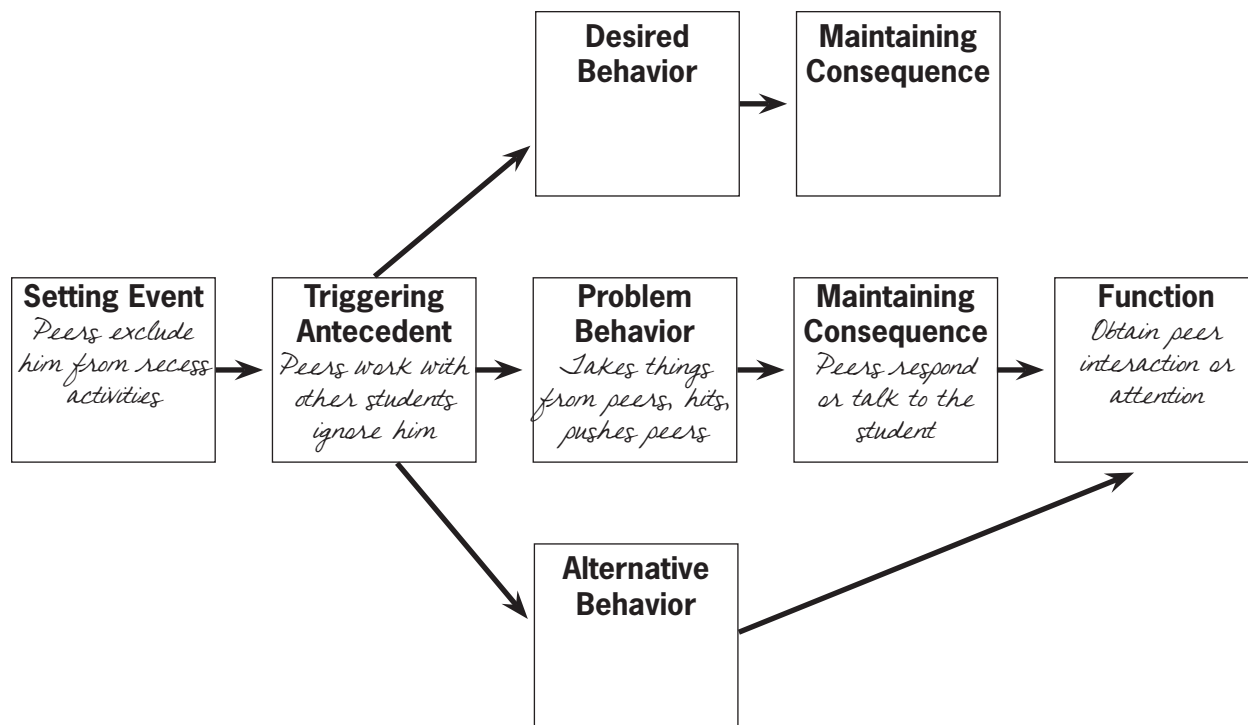 Desired
Behavior
Maintaining
Consequence
Setting Event
Peers exclude
him from recess
activities
Triggering
Antecedent
Peers work with
other students
ignore him
Problem
Behavior
Takes things
from peers, hits,
pushes peers
Maintaining
Consequence
Peers respond
or talk to the
student
Function
Obtain peer
interaction or
attention
Alternative
Behavior